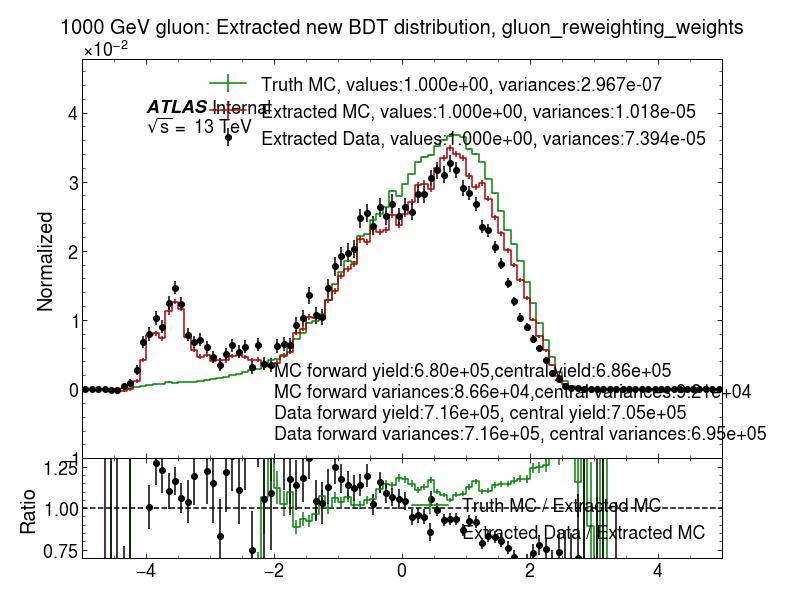 1000 GeV gluon: Extracted new BDT distribution, gluon_reweighting_weights
×10⁻²
Truth MC, values:1.000e+00, variances:2.967e-07
ATLAS Internal
Extracted MC, values:1.000e+00, variances:1.018e-05
√s = 13 TeV
Extracted Data, values:1.000e+00, variances:7.394e-05
4
3
2
1
0
Normalized
MC forward yield:6.80e+05,central yield:6.86e+05
MC forward variances:8.66e+04,central variances:9.21e+04
Data forward yield:7.16e+05, central yield:7.05e+05
Data forward variances:7.16e+05, central variances:6.95e+05
1.25
1.00
0.75
Ratio
Truth MC / Extracted MC
Extracted Data / Extracted MC
−4 −2 0 2 4